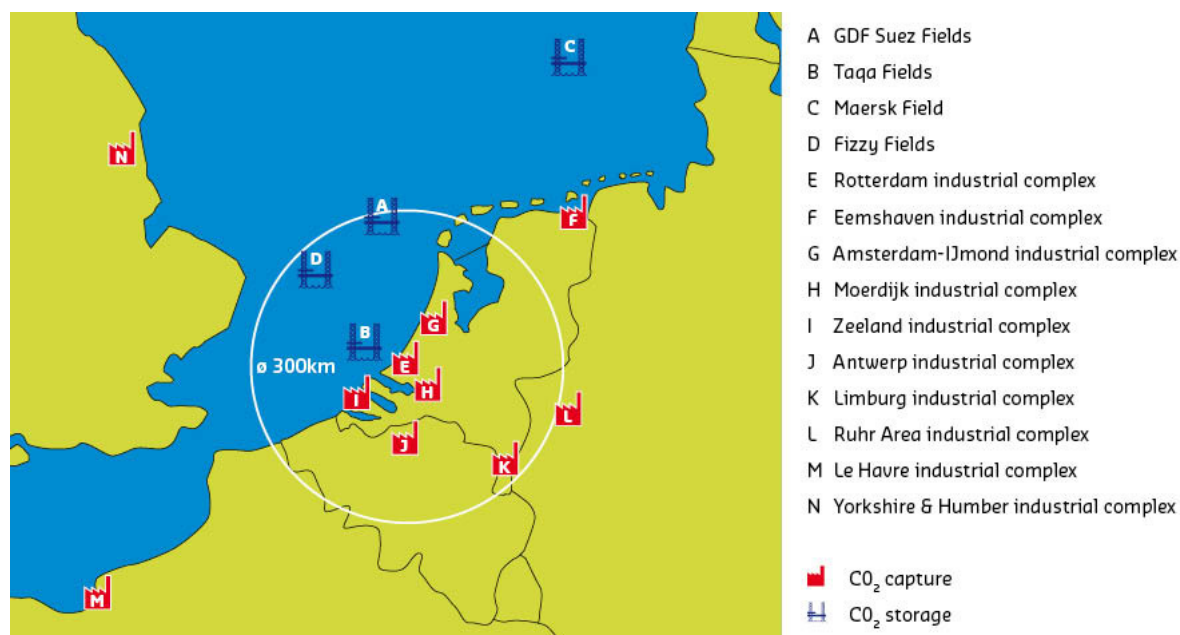 C
N
A
F
D
G
B
E
ø 300km
H
I
L
J
K
M
A GDF Suez Fields
B Taqa Fields
C Maersk Field
D Fizzy Fields
E Rotterdam industrial complex
F Eemshaven industrial complex
G Amsterdam-IJmond industrial complex
H Moerdijk industrial complex
I Zeeland industrial complex
J Antwerp industrial complex
K Limburg industrial complex
L Ruhr Area industrial complex
M Le Havre industrial complex
N Yorkshire & Humber industrial complex
CO₂ capture
CO₂ storage